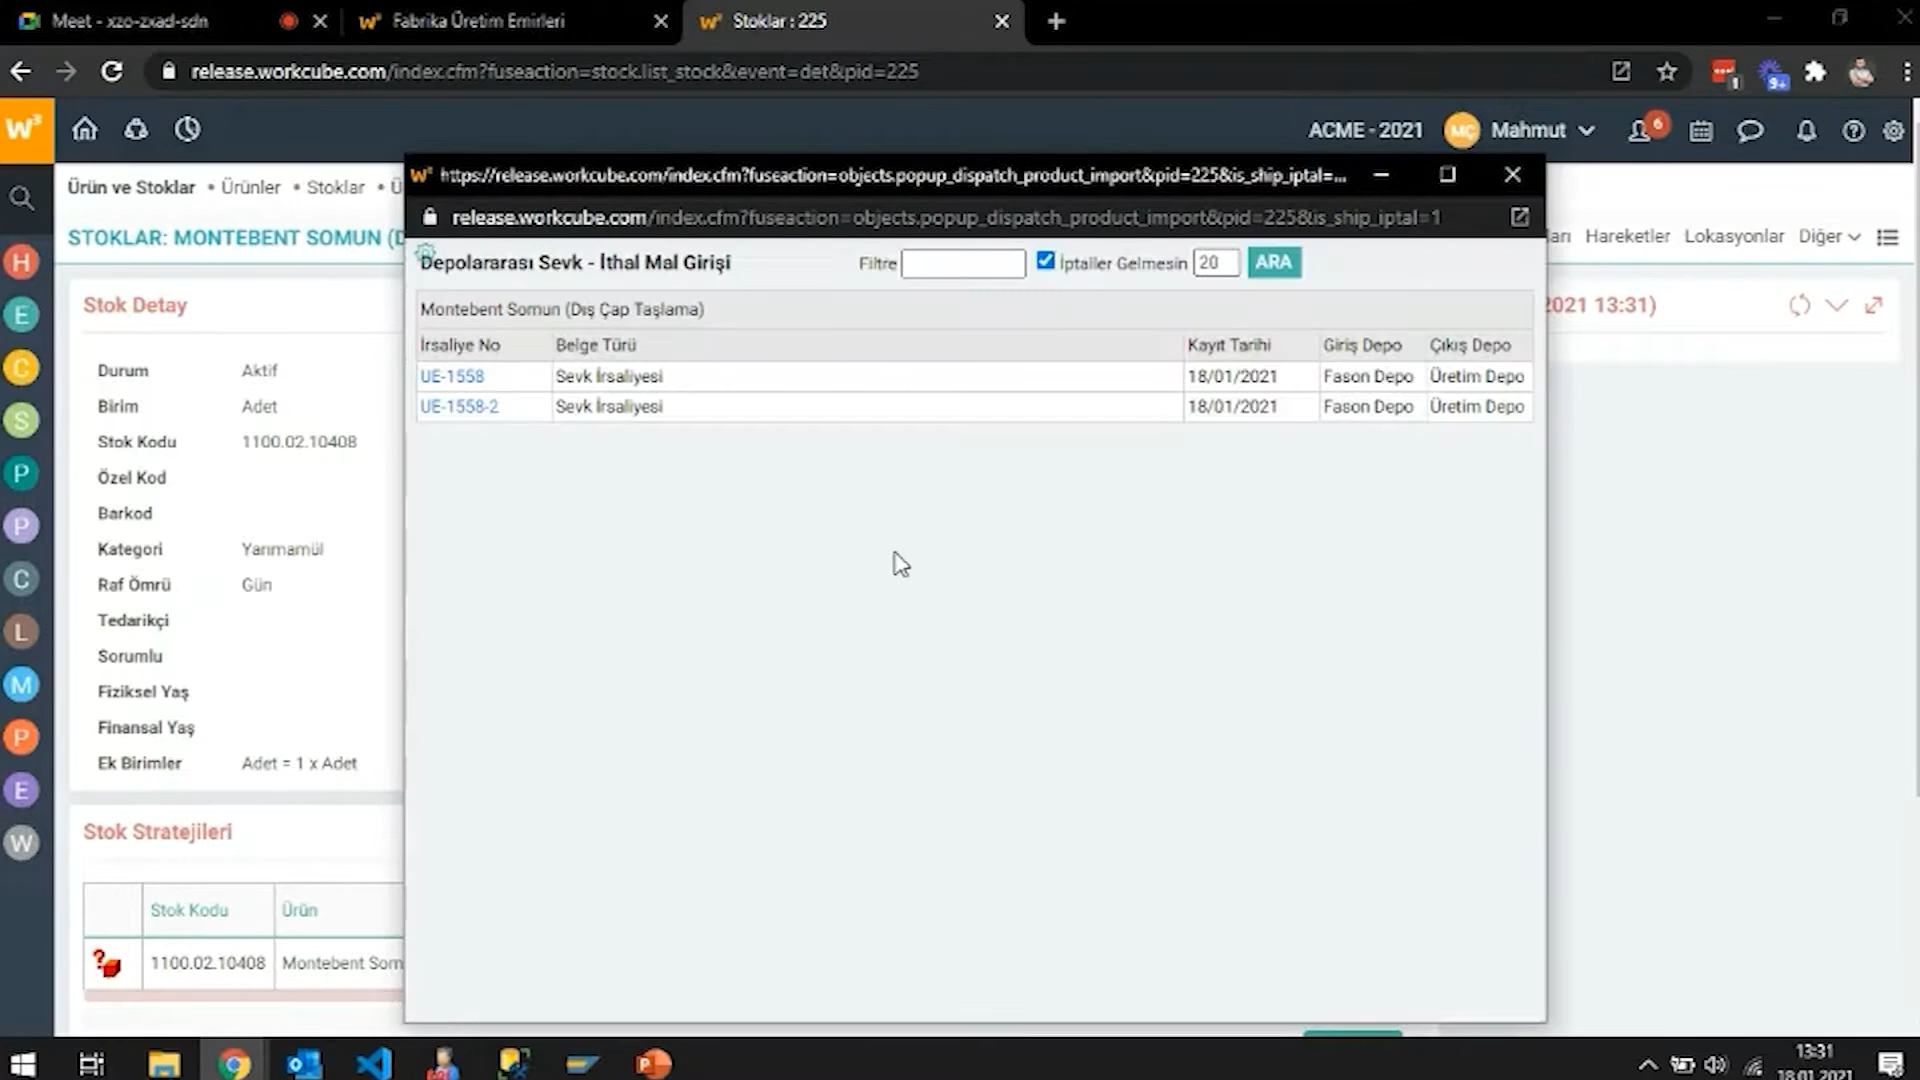 Meet - xzo-zxad-sdn
Fabrika Üretim Emirleri
Stoklar : 225
release.workcube.com/index.cfm?fuseaction=stock.list_stock&event=det&pid=225
1
9+
W³
ACME - 2021
MÇ
Mahmut
6
Ürün ve Stoklar • Ürünler • Stoklar • Ü
https://release.workcube.com/index.cfm?fuseaction=objects.popup_dispatch_product_import&pid=225&is_ship_iptal=...
release.workcube.com/index.cfm?fuseaction=objects.popup_dispatch_product_import&pid=225&is_ship_iptal=1
STOKLAR: MONTEBENT SOMUN (D
Hareketler Lokasyonlar Diğer
Depolararası Sevk - İthal Mal Girişi
Filtre
İptaller Gelmesin 20 ARA
Montebent Somun (Dış Çap Taşlama)
İrsaliye No Belge Türü Kayıt Tarihi Giriş Depo Çıkış Depo
UE-1558 Sevk İrsaliyesi 18/01/2021 Fason Depo Üretim Depo
UE-1558-2 Sevk İrsaliyesi 18/01/2021 Fason Depo Üretim Depo
2021 13:31)
Stok Detay
Durum Aktif
Birim Adet
Stok Kodu 1100.02.10408
Özel Kod
Barkod
Kategori Yarımamül
Raf Ömrü Gün
Tedarikçi
Sorumlu
Fiziksel Yaş
Finansal Yaş
Ek Birimler Adet = 1 x Adet
Stok Stratejileri
Stok Kodu Ürün
1100.02.10408 Montebent Som
H
E
C
S
P
P
C
L
M
P
E
W
13:31
18.01.2021